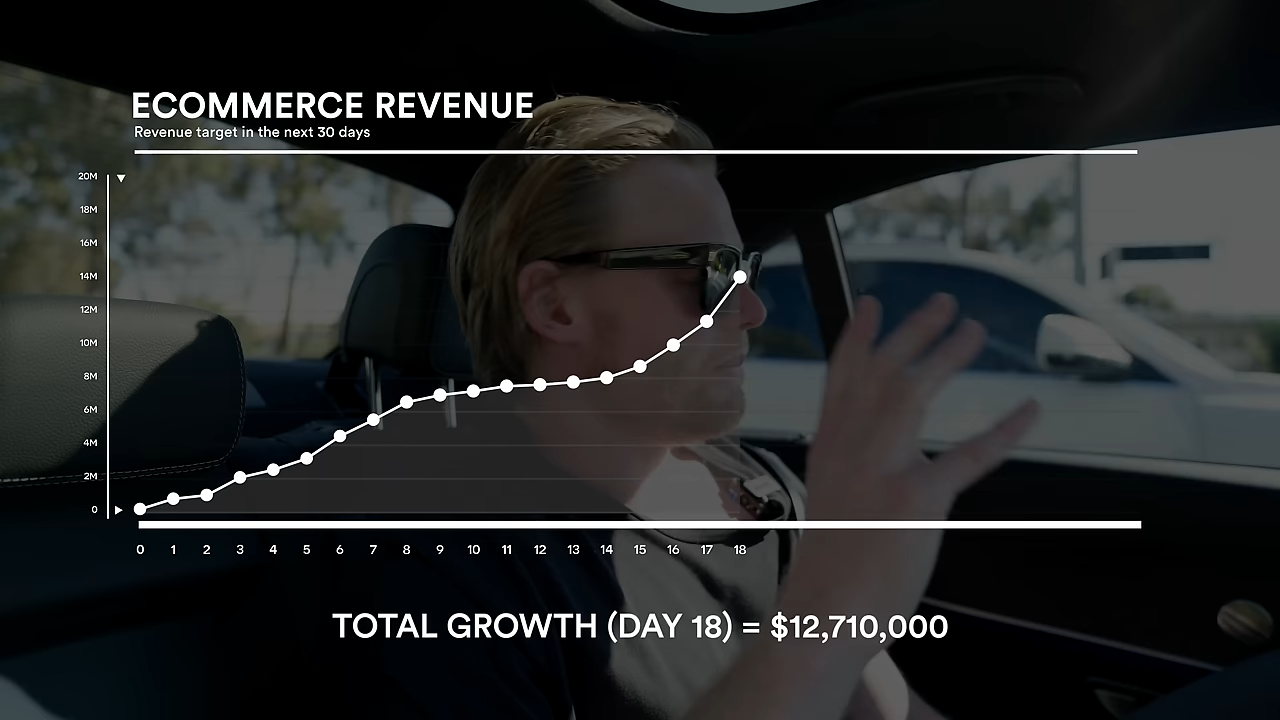 ECOMMERCE REVENUE
Revenue target in the next 30 days
20M
18M
16M
14M
12M
10M
8M
6M
4M
2M
0
0 1 2 3 4 5 6 7 8 9 10 11 12 13 14 15 16 17 18
TOTAL GROWTH (DAY 18) = $12,710,000